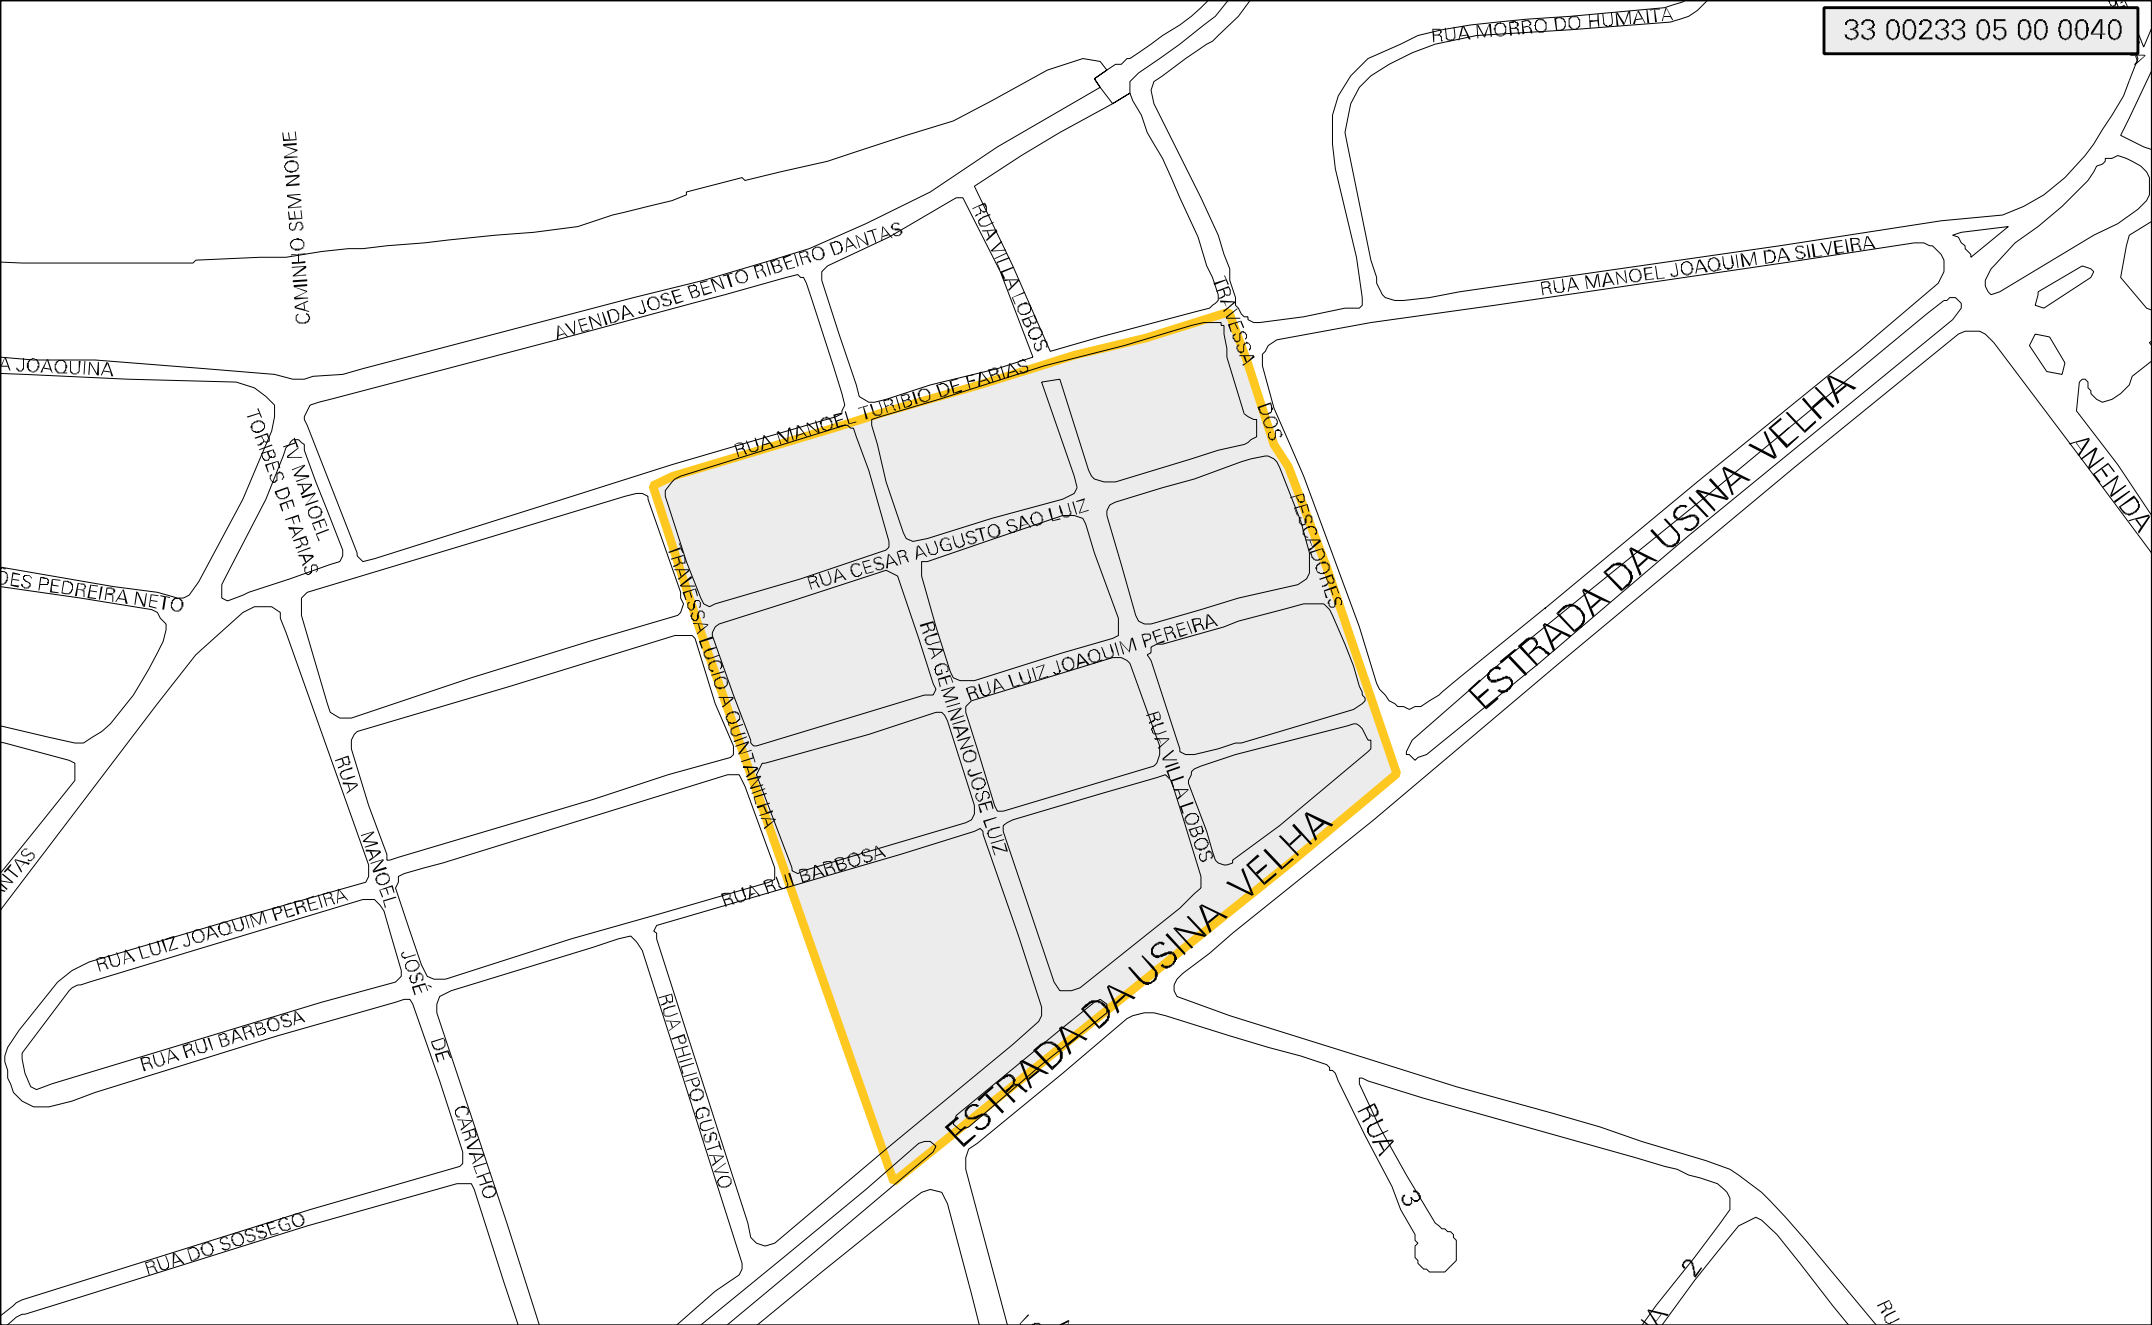 33 00233 05 00 0040
RUA MORRO DO HUMAITA
CAMINHO SEM NOME
AVENIDA JOSE BENTO RIBEIRO DANTAS
RUA VILLA LOBOS
RUA MANOEL JOAQUIM DA SILVEIRA
TRAVESSA DOS PESCADORES
A JOAQUINA
RUA MANOEL TURIBIO DE FARIAS
TV MANOEL
TORIBES DE FARIAS
ESTRADA DA USINA VELHA
ANENIDA
RUA CESAR AUGUSTO SAO LUIZ
TRAVESSA LUCIO A QUINTANILHA
DES PEDREIRA NETO
RUA GEMINIANO JOSE LUIZ
RUA LUIZ JOAQUIM PEREIRA
RUA VILLA LOBOS
RUA MANOEL JOSÉ DE CARVALHO
NTAS
RUA RUI BARBOSA
ESTRADA DA USINA VELHA
RUA LUIZ JOAQUIM PEREIRA
RUA RUI BARBOSA
RUA PHILIPO GUSTAVO
RUA 3
RUA DO SOSSEGO
2
RU